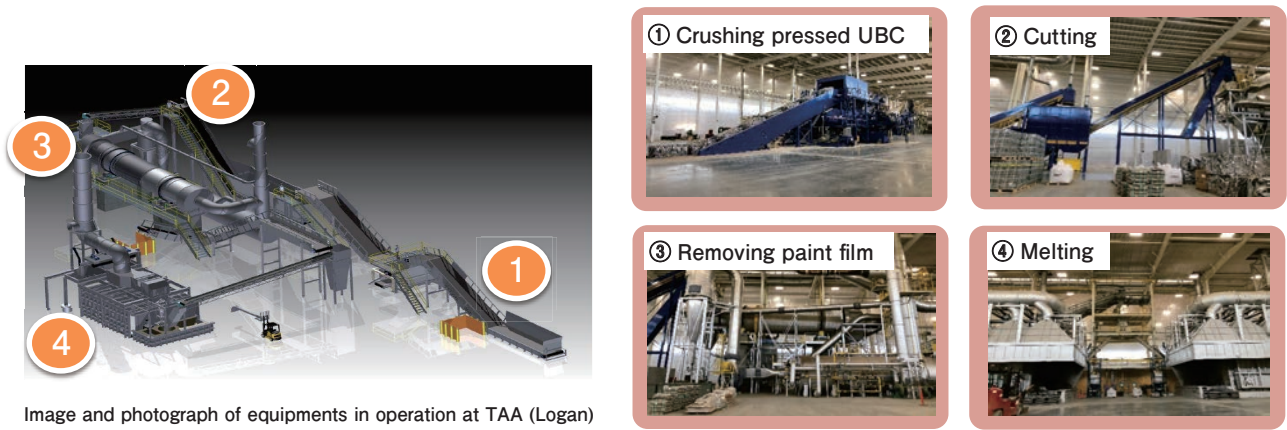 2
3
1
4
Image and photograph of equipments in operation at TAA (Logan)
① Crushing pressed UBC
② Cutting
③ Removing paint film
④ Melting